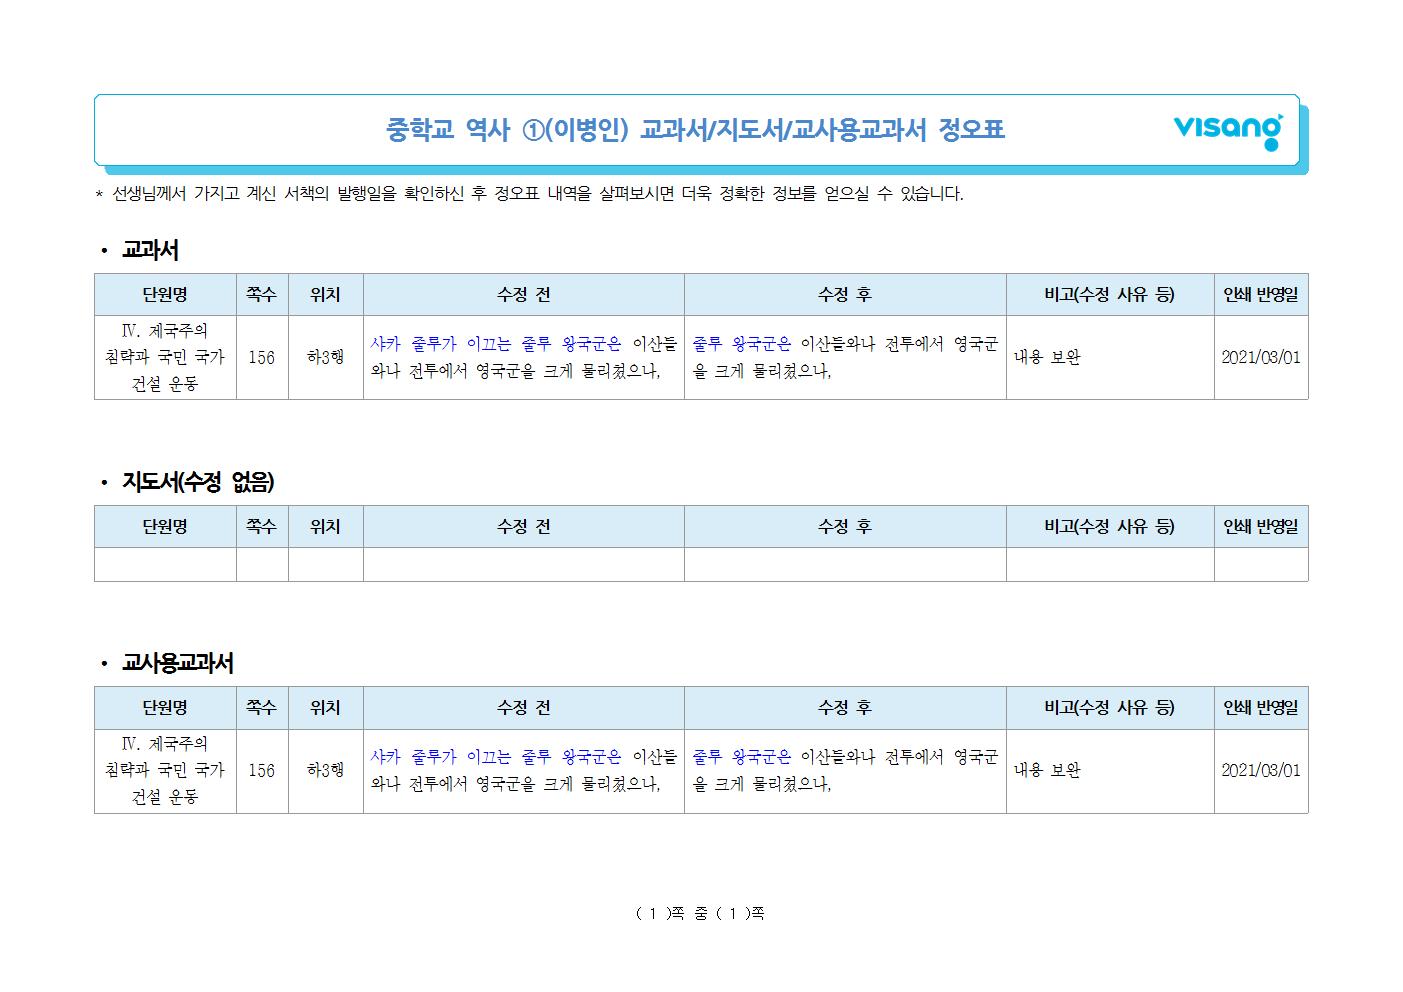 중학교 역사 ①(이병인) 교과서/지도서/교사용교과서 정오표
visang
* 선생님께서 가지고 계신 서책의 발행일을 확인하신 후 정오표 내역을 살펴보시면 더욱 정확한 정보를 얻으실 수 있습니다.
• 교과서
단원명 쪽수 위치 수정 전 수정 후 비고(수정 사유 등) 인쇄 반영일
Ⅳ. 제국주의
침략과 국민 국가
건설 운동
156
하3행
샤카 줄루가 이끄는 줄루 왕국군은 이산들
와나 전투에서 영국군을 크게 물리쳤으나,
줄루 왕국군은 이산들와나 전투에서 영국군
을 크게 물리쳤으나,
내용 보완
2021/03/01
• 지도서(수정 없음)
단원명 쪽수 위치 수정 전 수정 후 비고(수정 사유 등) 인쇄 반영일
• 교사용교과서
단원명 쪽수 위치 수정 전 수정 후 비고(수정 사유 등) 인쇄 반영일
Ⅳ. 제국주의
침략과 국민 국가
건설 운동
156
하3행
샤카 줄루가 이끄는 줄루 왕국군은 이산들
와나 전투에서 영국군을 크게 물리쳤으나,
줄루 왕국군은 이산들와나 전투에서 영국군
을 크게 물리쳤으나,
내용 보완
2021/03/01
( 1 )쪽 중 ( 1 )쪽